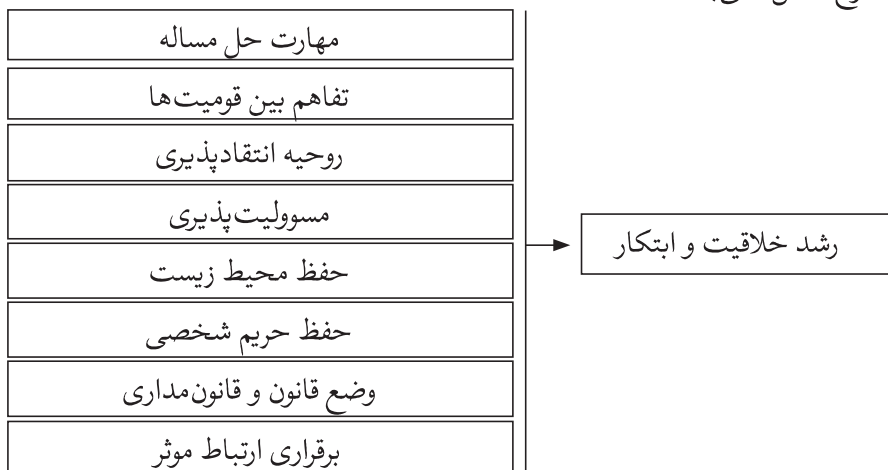 مهارت حل مساله
تفاهم بین قومیت‌ها
روحیه انتقادپذیری
مسوولیت‌پذیری
حفظ محیط زیست
حفظ حریم شخصی
وضع قانون و قانون‌مداری
برقراری ارتباط موثر
رشد خلاقیت و ابتکار